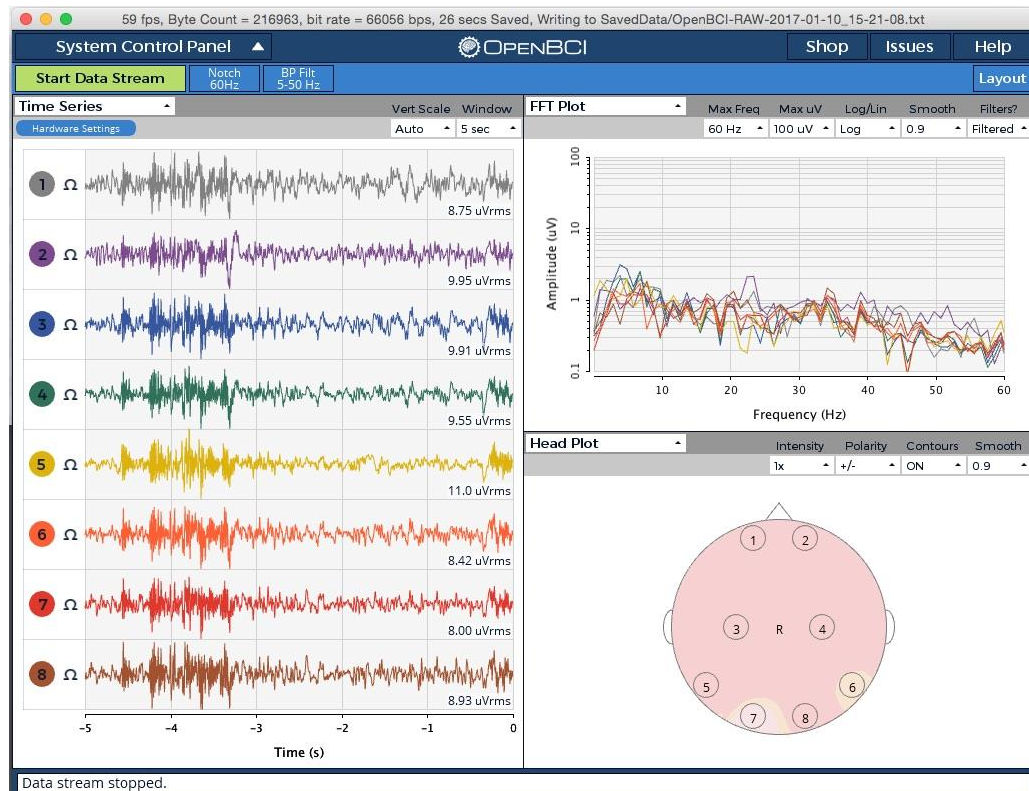 59 fps, Byte Count = 216963, bit rate = 66056 bps, 26 secs Saved, Writing to SavedData/OpenBCI-RAW-2017-01-10_15-21-08.txt
System Control Panel
OPENBCI
Shop
Issues
Help
Start Data Stream
Notch
60Hz
BP Filt
5-50 Hz
Layout
Time Series
Vert Scale
Window
Hardware Settings
Auto
5 sec
1 Ω
8.75 uVrms
2 Ω
9.95 uVrms
3 Ω
9.91 uVrms
4 Ω
9.55 uVrms
5 Ω
11.0 uVrms
6 Ω
8.42 uVrms
7 Ω
8.00 uVrms
8 Ω
8.93 uVrms
-5 -4 -3 -2 -1 0
Time (s)
FFT Plot
Max Freq
Max uV
Log/Lin
Smooth
Filters?
60 Hz
100 uV
Log
0.9
Filtered
100
10
1
0.1
Amplitude (uV)
10 20 30 40 50 60
Frequency (Hz)
Head Plot
Intensity
Polarity
Contours
Smooth
1x
+/-
ON
0.9
1 2
3 R 4
5 6
7 8
Data stream stopped.